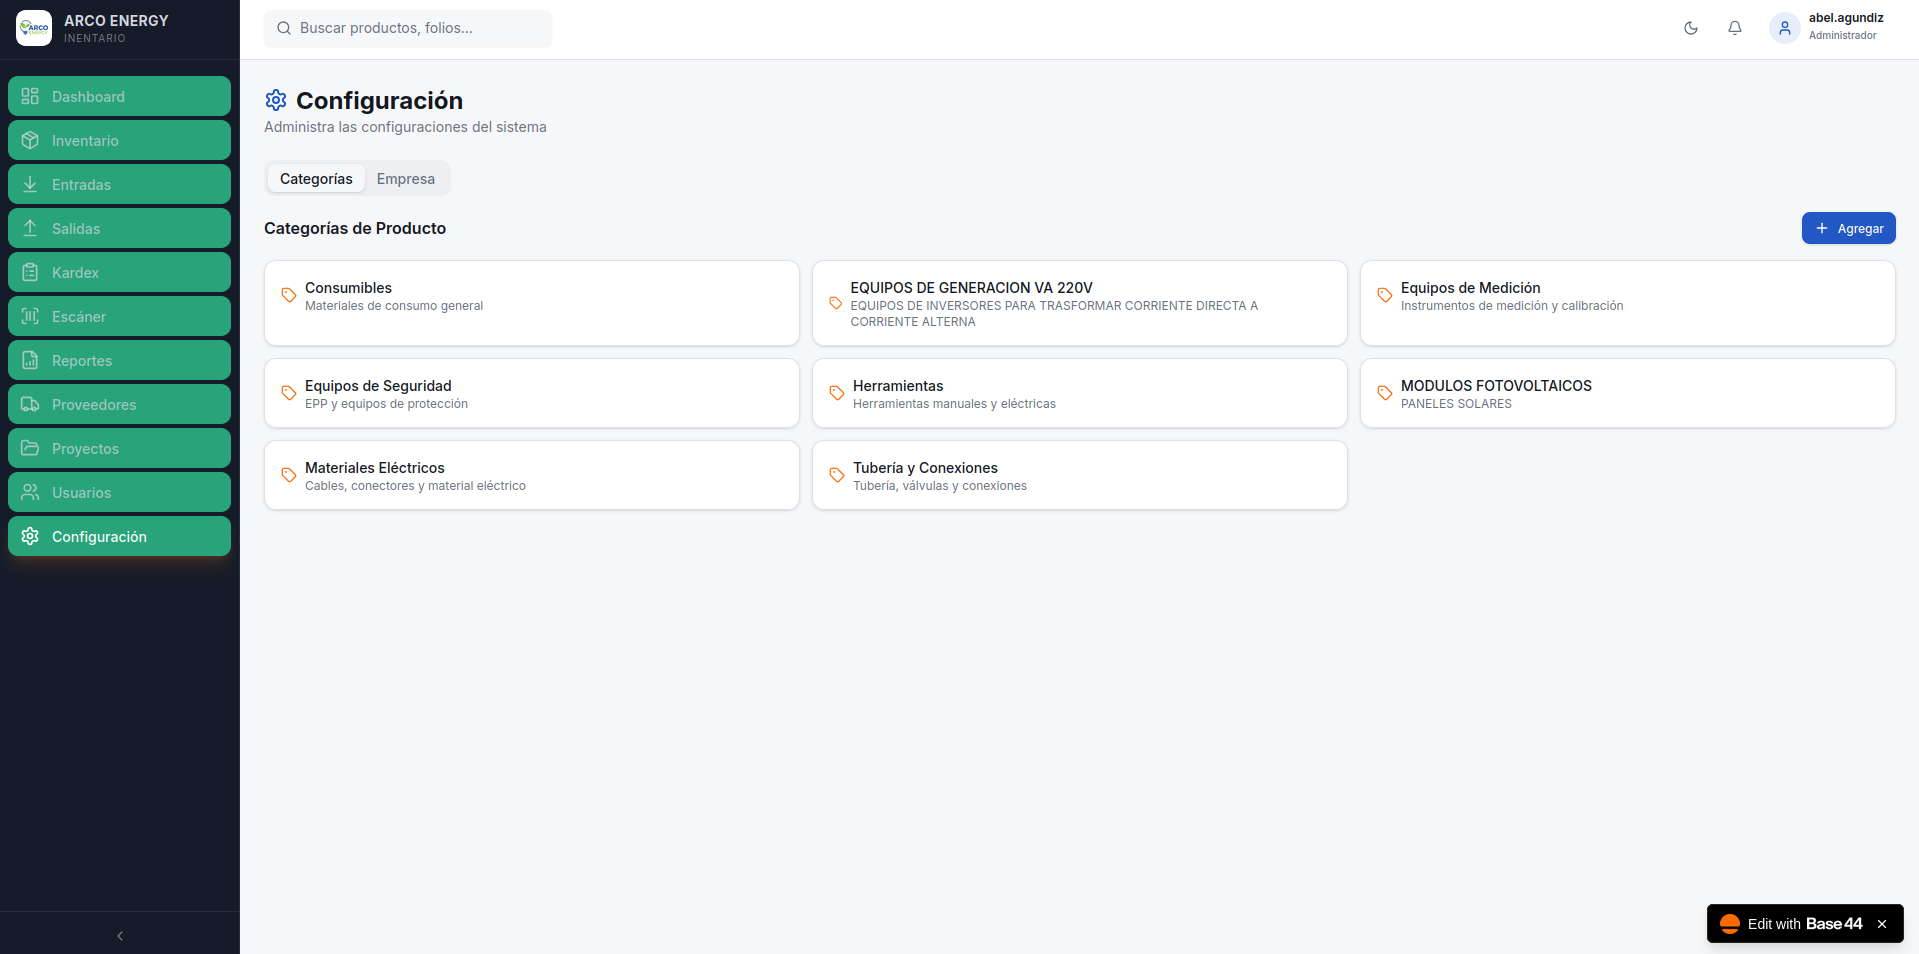 ARCO ENERGY
INENTARIO
ARCO
ENERGY
Dashboard
Inventario
Entradas
Salidas
Kardex
Escáner
Reportes
Proveedores
Proyectos
Usuarios
Configuración
Buscar productos, folios...
abel.agundiz
Administrador
Configuración
Administra las configuraciones del sistema
Categorías
Empresa
Categorías de Producto
Agregar
Consumibles
Materiales de consumo general
EQUIPOS DE GENERACION VA 220V
EQUIPOS DE INVERSORES PARA TRASFORMAR CORRIENTE DIRECTA A
CORRIENTE ALTERNA
Equipos de Medición
Instrumentos de medición y calibración
Equipos de Seguridad
EPP y equipos de protección
Herramientas
Herramientas manuales y eléctricas
MODULOS FOTOVOLTAICOS
PANELES SOLARES
Materiales Eléctricos
Cables, conectores y material eléctrico
Tubería y Conexiones
Tubería, válvulas y conexiones
Edit with Base44